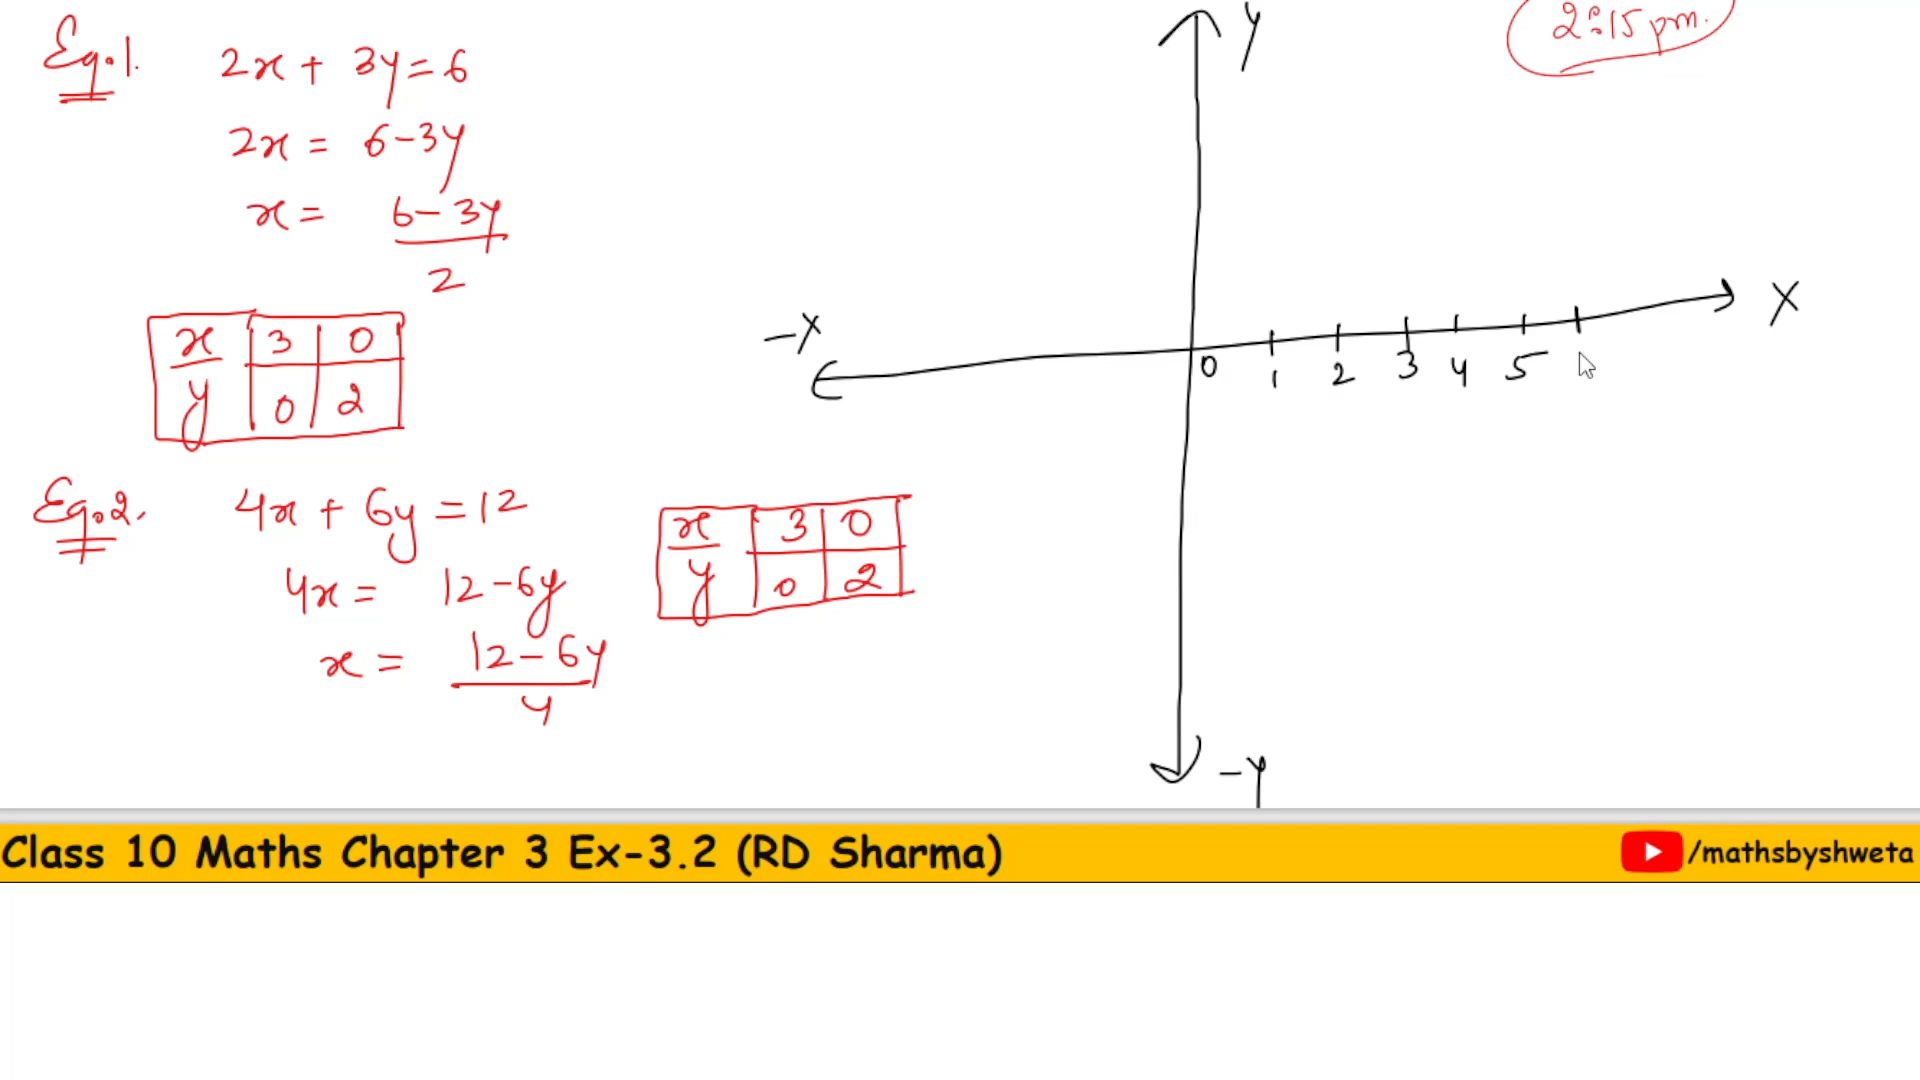 Eq.1. 2x + 3y = 6
2x = 6 - 3y
x = 6 - 3y
2
x 3 0
y 0 2
Eq.2. 4x + 6y = 12
4x = 12 - 6y
x = 12 - 6y
4
x 3 0
y 0 2
2:15 pm.
Y
-X
X
0 1 2 3 4 5
-Y
Class 10 Maths Chapter 3 Ex-3.2 (RD Sharma)
/mathsbyshweta